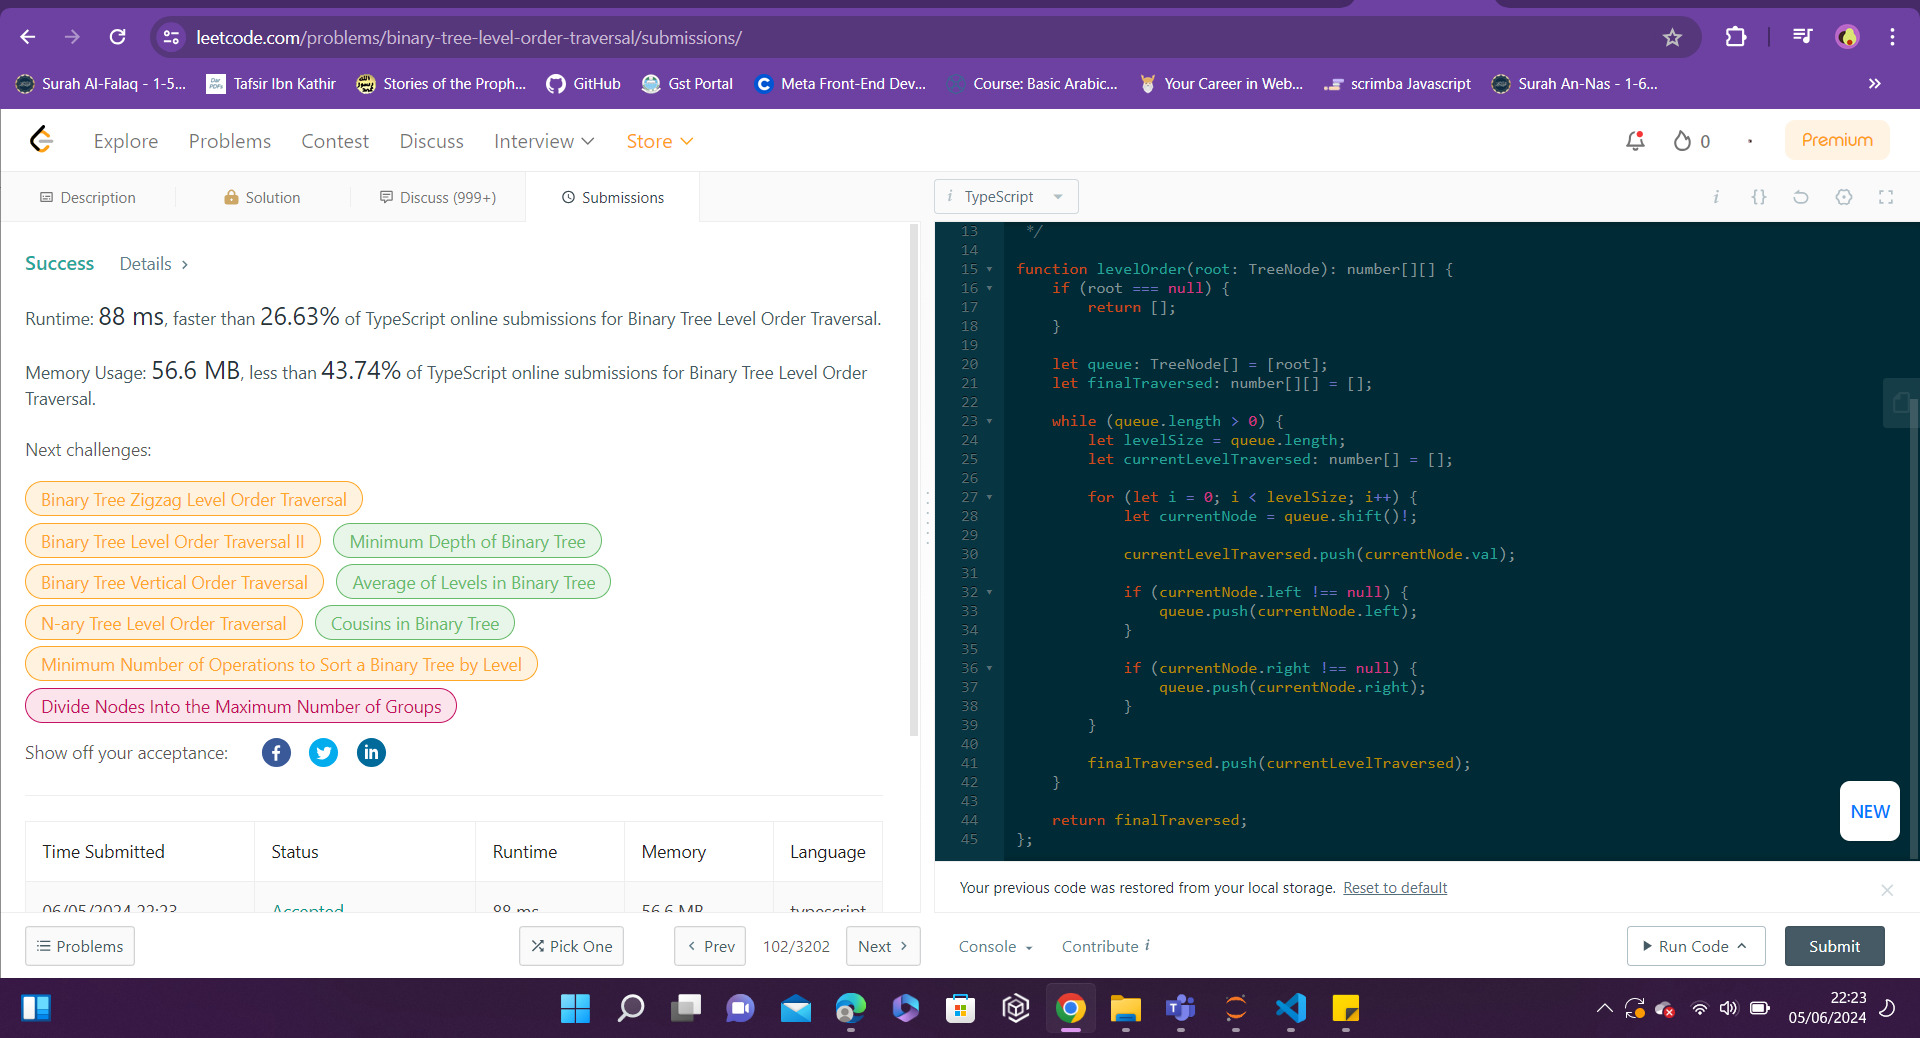 leetcode.com/problems/binary-tree-level-order-traversal/submissions/
Surah Al-Falaq - 1-5... Tafsir Ibn Kathir Stories of the Proph... GitHub Gst Portal Meta Front-End Dev... Course: Basic Arabic... Your Career in Web... scrimba Javascript Surah An-Nas - 1-6... »
Explore Problems Contest Discuss Interview Store 0 Premium
Description Solution Discuss (999+) Submissions
Success Details >
Runtime: 88 ms, faster than 26.63% of TypeScript online submissions for Binary Tree Level Order Traversal.
Memory Usage: 56.6 MB, less than 43.74% of TypeScript online submissions for Binary Tree Level Order
Traversal.
Next challenges:
Binary Tree Zigzag Level Order Traversal
Binary Tree Level Order Traversal II Minimum Depth of Binary Tree
Binary Tree Vertical Order Traversal Average of Levels in Binary Tree
N-ary Tree Level Order Traversal Cousins in Binary Tree
Minimum Number of Operations to Sort a Binary Tree by Level
Divide Nodes Into the Maximum Number of Groups
Show off your acceptance:
Time Submitted Status Runtime Memory Language
06/05/2024 22:23 Accepted 88 ms 56.6 MB typescript
Problems Pick One < Prev 102/3202 Next >
i TypeScript i {}
13 */
14
15 function levelOrder(root: TreeNode): number[][] {
16 if (root === null) {
17 return [];
18 }
19
20 let queue: TreeNode[] = [root];
21 let finalTraversed: number[][] = [];
22
23 while (queue.length > 0) {
24 let levelSize = queue.length;
25 let currentLevelTraversed: number[] = [];
26
27 for (let i = 0; i < levelSize; i++) {
28 let currentNode = queue.shift()!;
29
30 currentLevelTraversed.push(currentNode.val);
31
32 if (currentNode.left !== null) {
33 queue.push(currentNode.left);
34 }
35
36 if (currentNode.right !== null) {
37 queue.push(currentNode.right);
38 }
39 }
40
41 finalTraversed.push(currentLevelTraversed);
42 }
43
44 return finalTraversed;
45 };
NEW
Your previous code was restored from your local storage. Reset to default
Console Contribute i Run Code Submit
22:23
05/06/2024